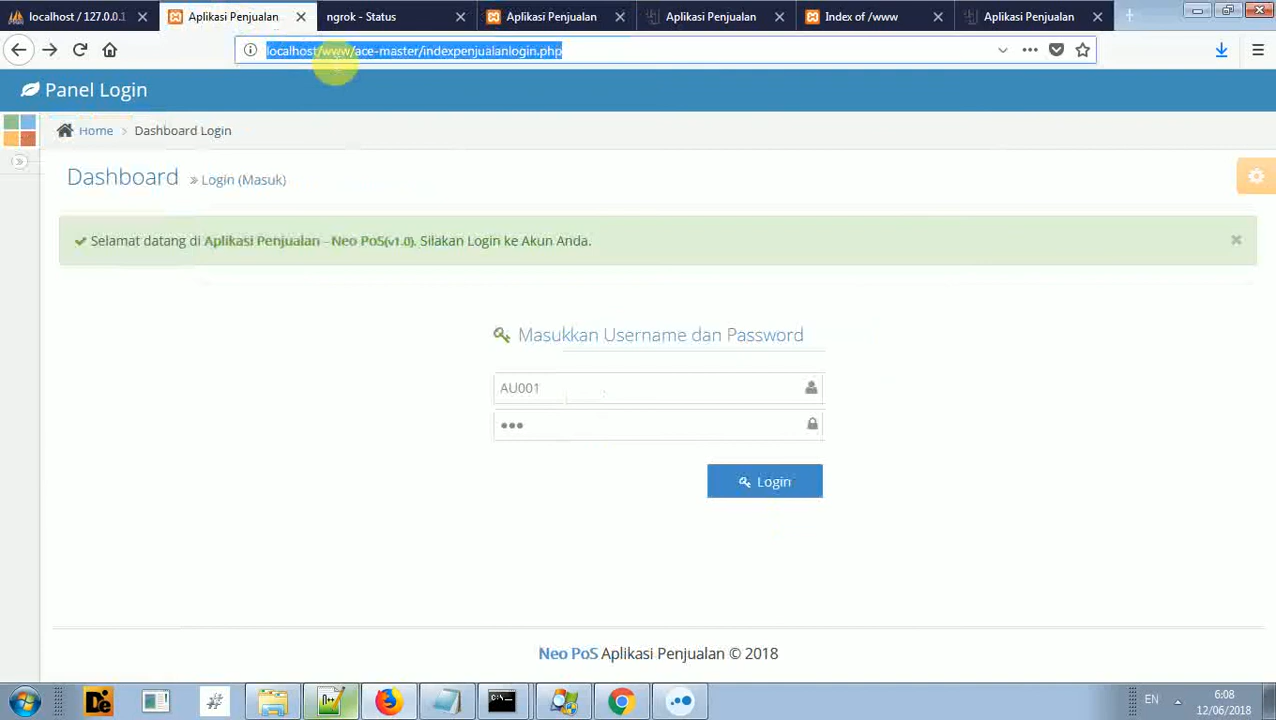 localhost / 127.0.0.1
Aplikasi Penjualan
ngrok - Status
Aplikasi Penjualan
Aplikasi Penjualan
Index of /www
Aplikasi Penjualan
localhost/www/ace-master/indexpenjualanlogin.php
Panel Login
Home
Dashboard Login
Dashboard
Login (Masuk)
Selamat datang di Aplikasi Penjualan - Neo PoS(v1.0). Silakan Login ke Akun Anda.
Masukkan Username dan Password
AU001
Login
Neo PoS Aplikasi Penjualan © 2018
EN
6:08
12/06/2018